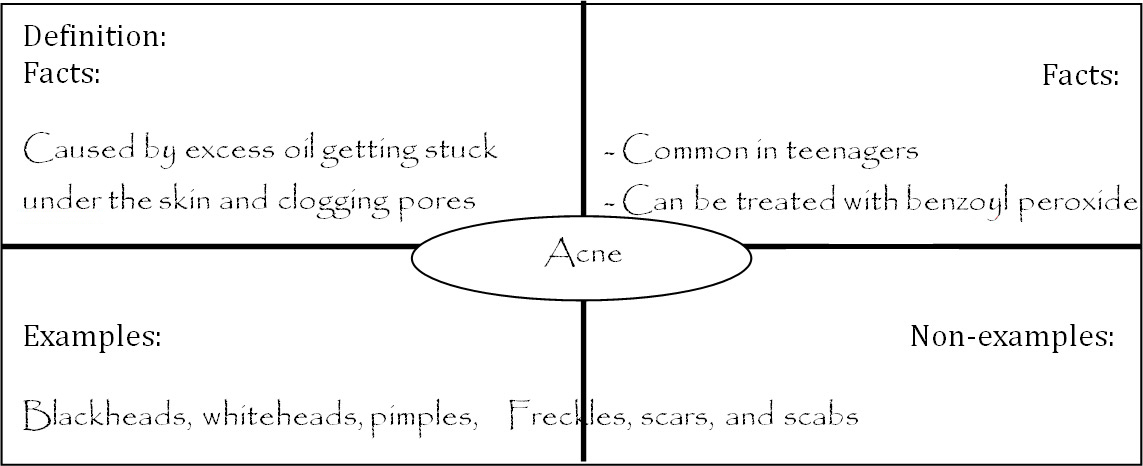 Definition:
Facts:
Caused by excess oil getting stuck
under the skin and clogging pores
Facts:
- Common in teenagers
- Can be treated with benzoyl peroxide
Acne
Examples:
Blackheads, whiteheads, pimples,
Non-examples:
Freckles, scars, and scabs